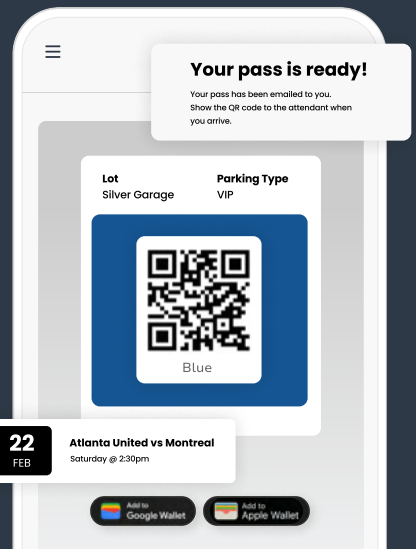 Your pass is ready!
Your pass has been emailed to you.
Show the QR code to the attendant when
you arrive.
Lot
Silver Garage
Parking Type
VIP
Blue
22
FEB
Atlanta United vs Montreal
Saturday @ 2:30pm
Add to
Google Wallet
Add to
Apple Wallet